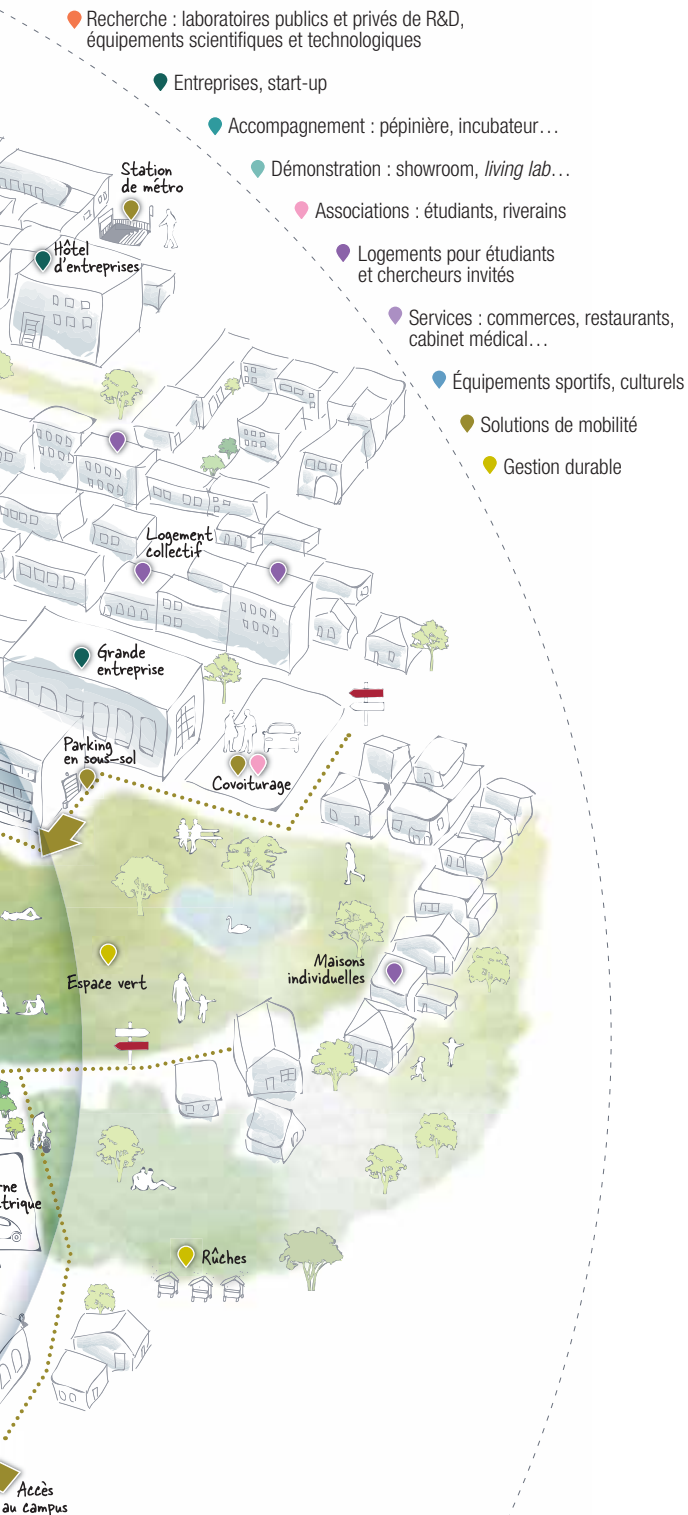 Recherche : laboratoires publics et privés de R&D,
équipements scientifiques et technologiques
Entreprises, start-up
Accompagnement : pépinière, incubateur…
Démonstration : showroom, living lab…
Associations : étudiants, riverains
Logements pour étudiants
et chercheurs invités
Services : commerces, restaurants,
cabinet médical…
Équipements sportifs, culturels
Solutions de mobilité
Gestion durable
Station
de métro
Hôtel
d'entreprises
Logement
collectif
Grande
entreprise
Parking
en sous-sol
Covoiturage
Espace vert
Maisons
individuelles
rne
trique
Rûches
Accès
au campus